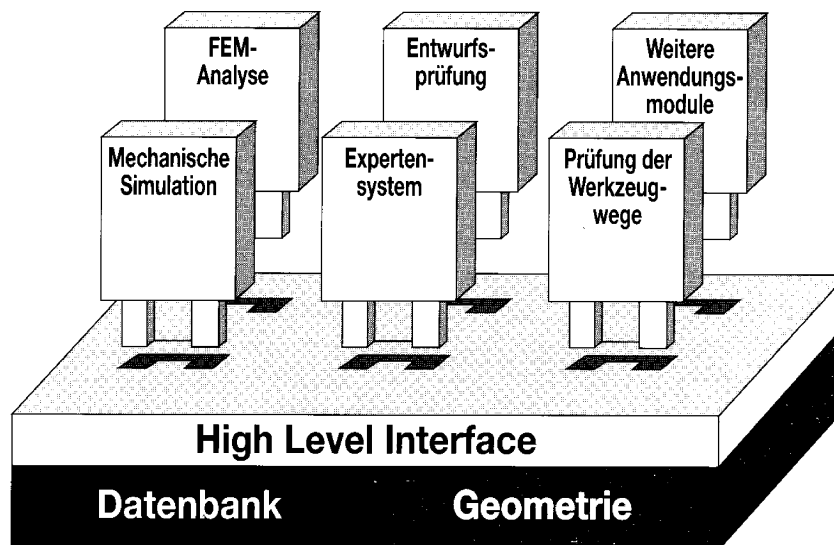 FEM-
Analyse
Entwurfs-
prüfung
Weitere
Anwendungs-
module
Mechanische
Simulation
Experten-
system
Prüfung der
Werkzeug-
wege
High Level Interface
Datenbank
Geometrie